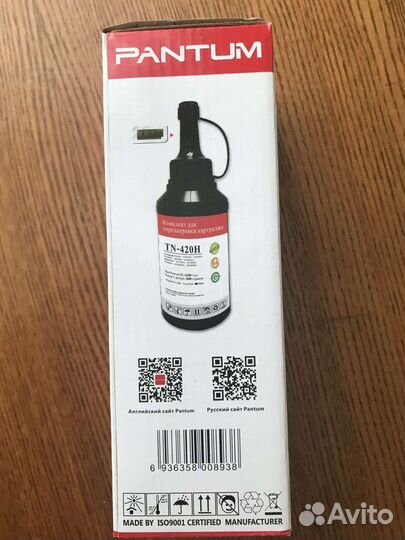 PANTUM
Комплект для
перезаправки картриджа
TN-420H
Английский сайт Pantum
Русский сайт Pantum
6 936358 008938
MADE BY ISO9001 CERTIFIED MANUFACTURER
Avito